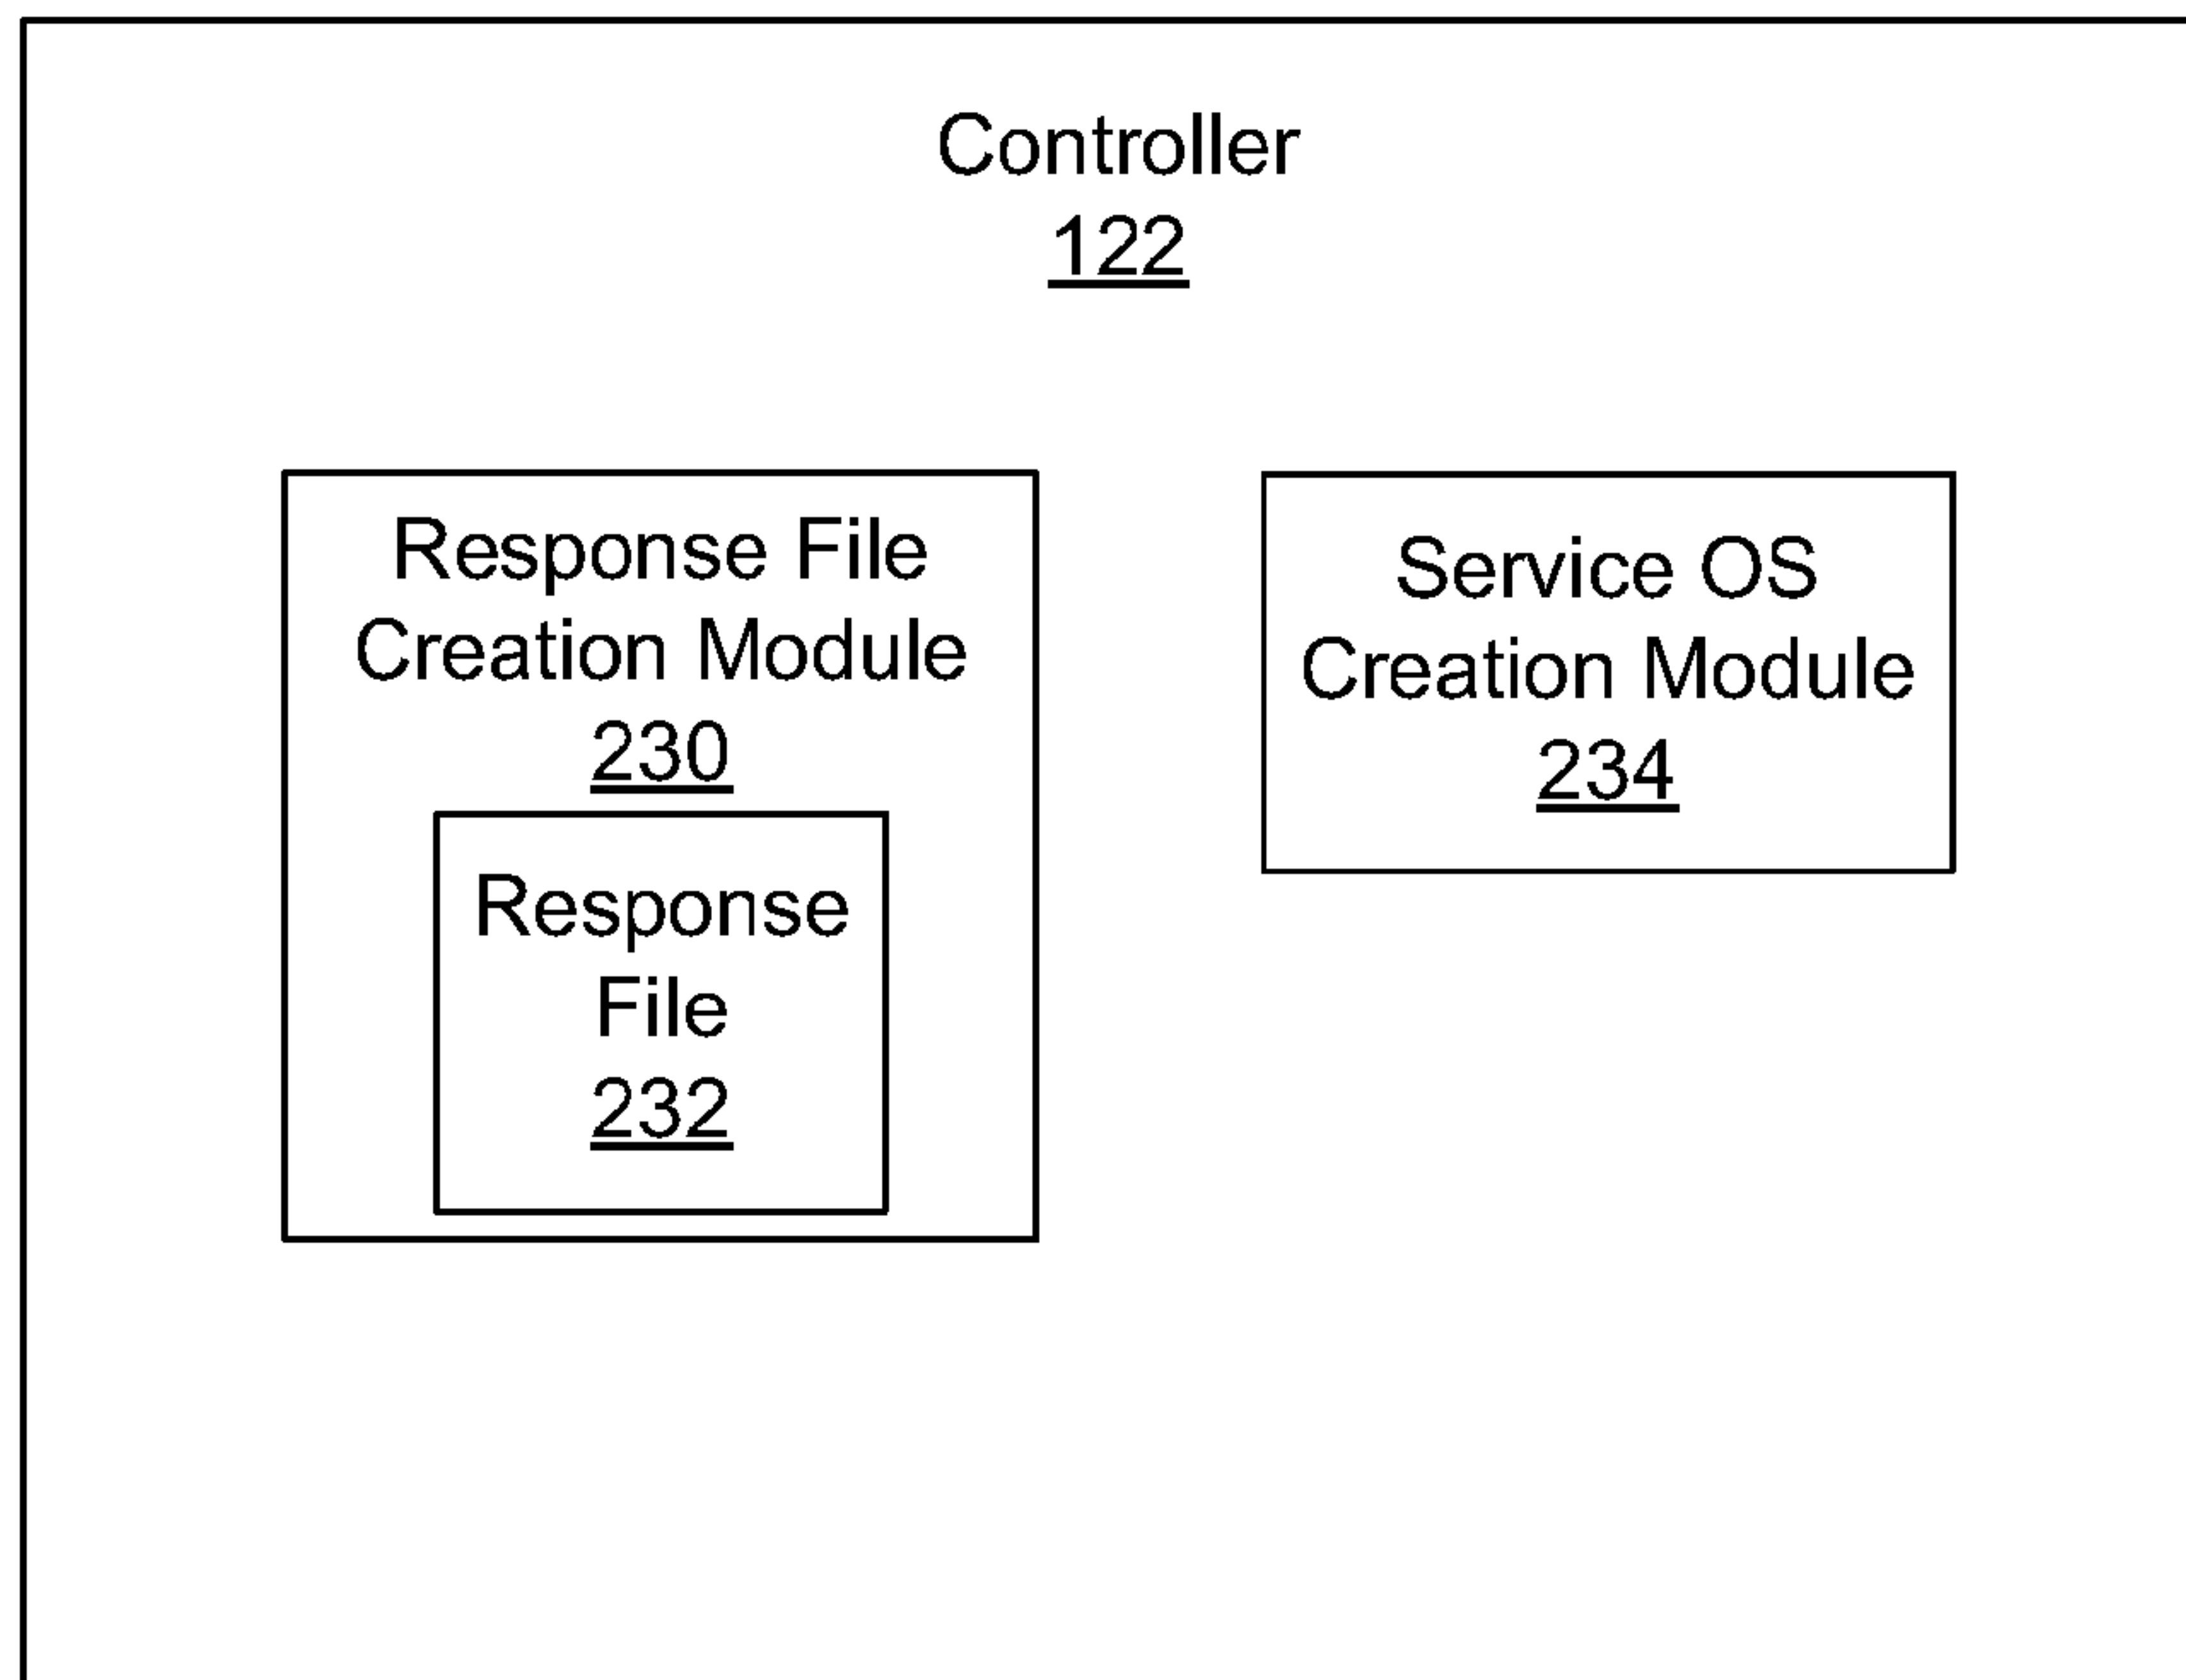 Controller
122
Response File
Creation Module
230
Response
File
232
Service OS
Creation Module
234